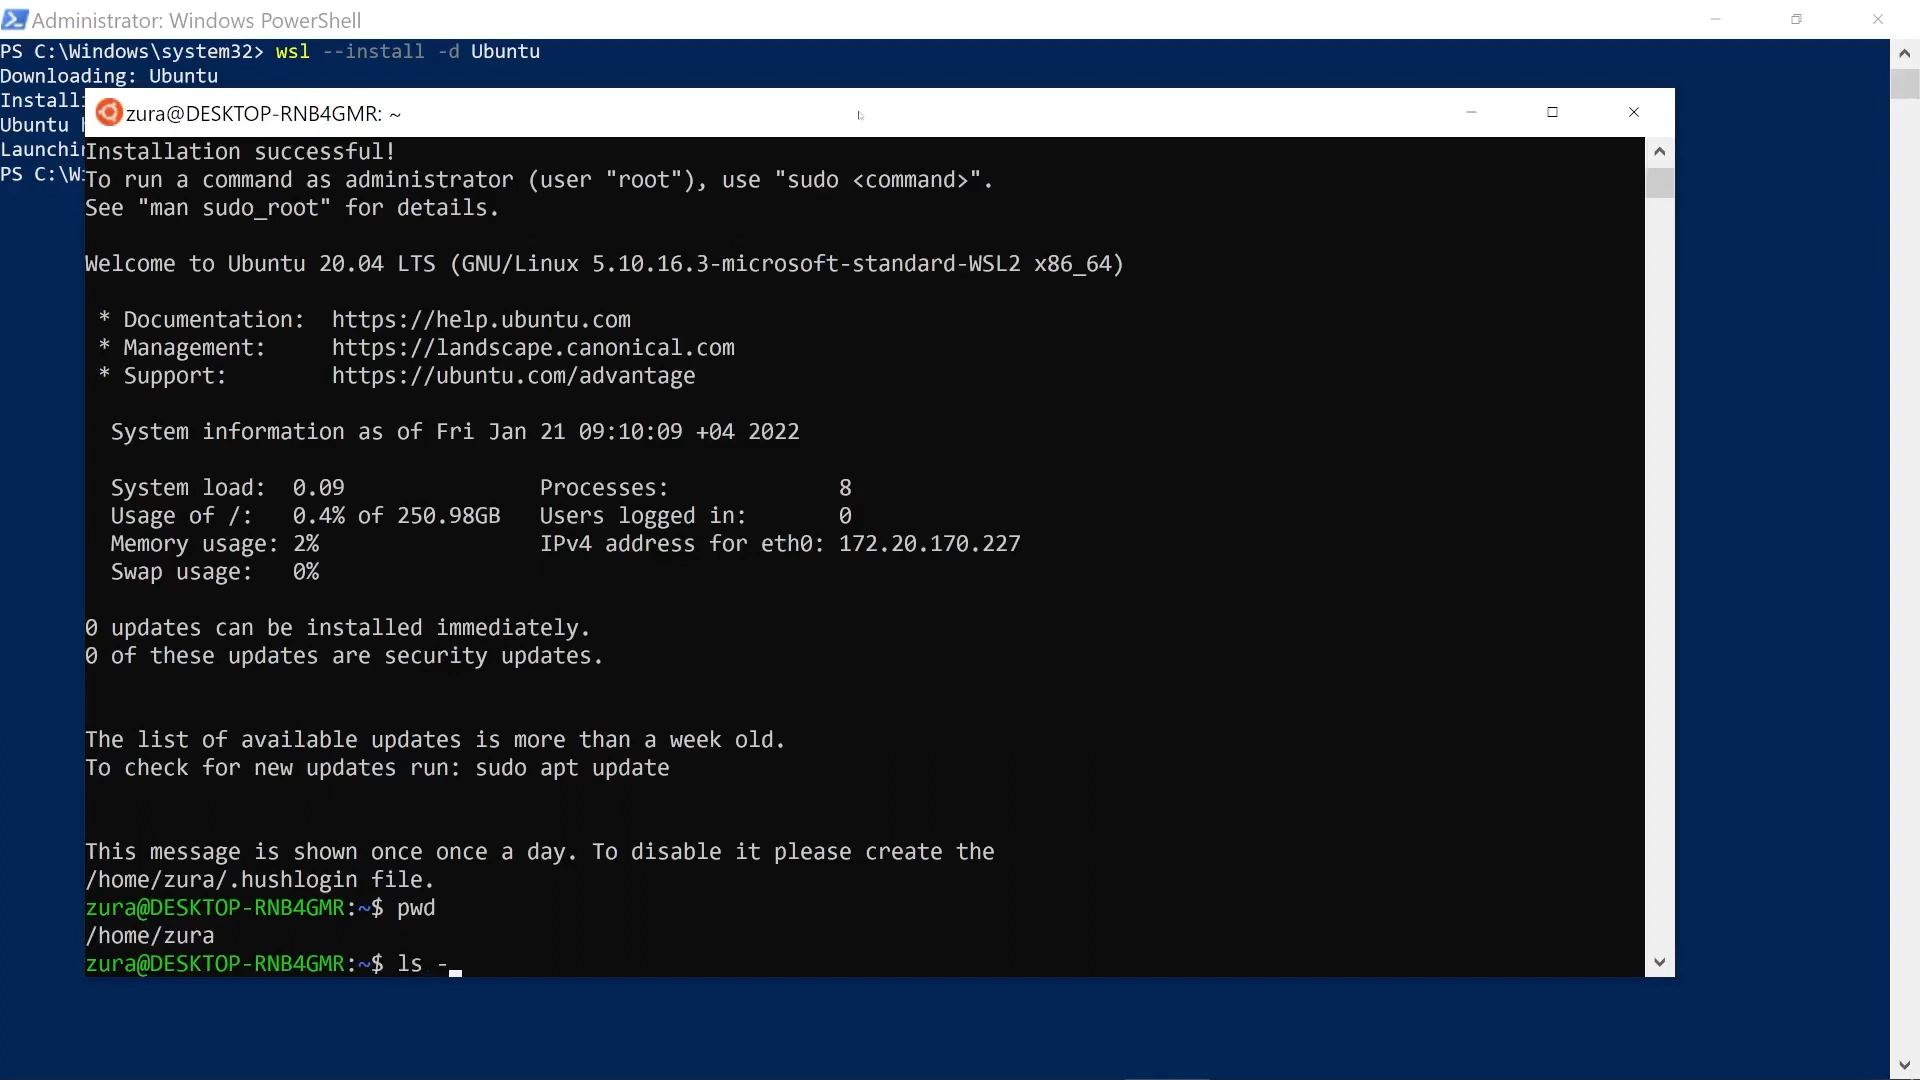 Administrator: Windows PowerShell
PS C:\Windows\system32> wsl --install -d Ubuntu
Downloading: Ubuntu
Installi
Ubuntu
Launchin
PS C:\W
zura@DESKTOP-RNB4GMR: ~
Installation successful!
To run a command as administrator (user "root"), use "sudo <command>".
See "man sudo_root" for details.
Welcome to Ubuntu 20.04 LTS (GNU/Linux 5.10.16.3-microsoft-standard-WSL2 x86_64)
* Documentation:  https://help.ubuntu.com
* Management:     https://landscape.canonical.com
* Support:        https://ubuntu.com/advantage
System information as of Fri Jan 21 09:10:09 +04 2022
System load:  0.09               Processes:             8
Usage of /:   0.4% of 250.98GB   Users logged in:       0
Memory usage: 2%                 IPv4 address for eth0: 172.20.170.227
Swap usage:   0%
0 updates can be installed immediately.
0 of these updates are security updates.
The list of available updates is more than a week old.
To check for new updates run: sudo apt update
This message is shown once once a day. To disable it please create the
/home/zura/.hushlogin file.
zura@DESKTOP-RNB4GMR:~$ pwd
/home/zura
zura@DESKTOP-RNB4GMR:~$ ls -